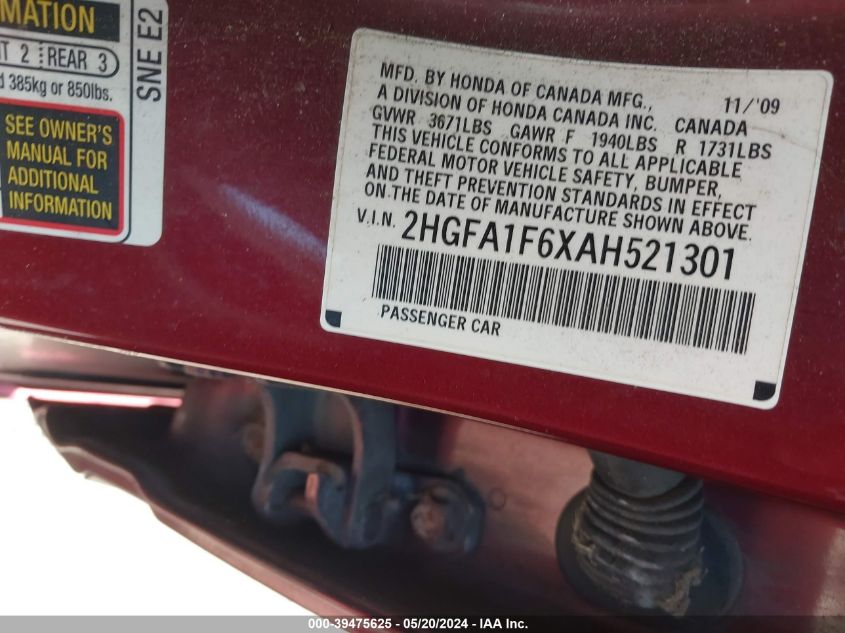 MATION
T 2 REAR 3
d 385kg or 850lbs.
SEE OWNER'S
MANUAL FOR
ADDITIONAL
INFORMATION
SNE E2
MFD. BY HONDA OF CANADA MFG., 11/'09
A DIVISION OF HONDA CANADA INC. CANADA
GVWR 3671LBS GAWR F 1940LBS R 1731LBS
THIS VEHICLE CONFORMS TO ALL APPLICABLE
FEDERAL MOTOR VEHICLE SAFETY, BUMPER,
AND THEFT PREVENTION STANDARDS IN EFFECT
ON THE DATE OF MANUFACTURE SHOWN ABOVE.
V.I.N. 2HGFA1F6XAH521301
PASSENGER CAR
000-39475625 - 05/20/2024 - IAA Inc.